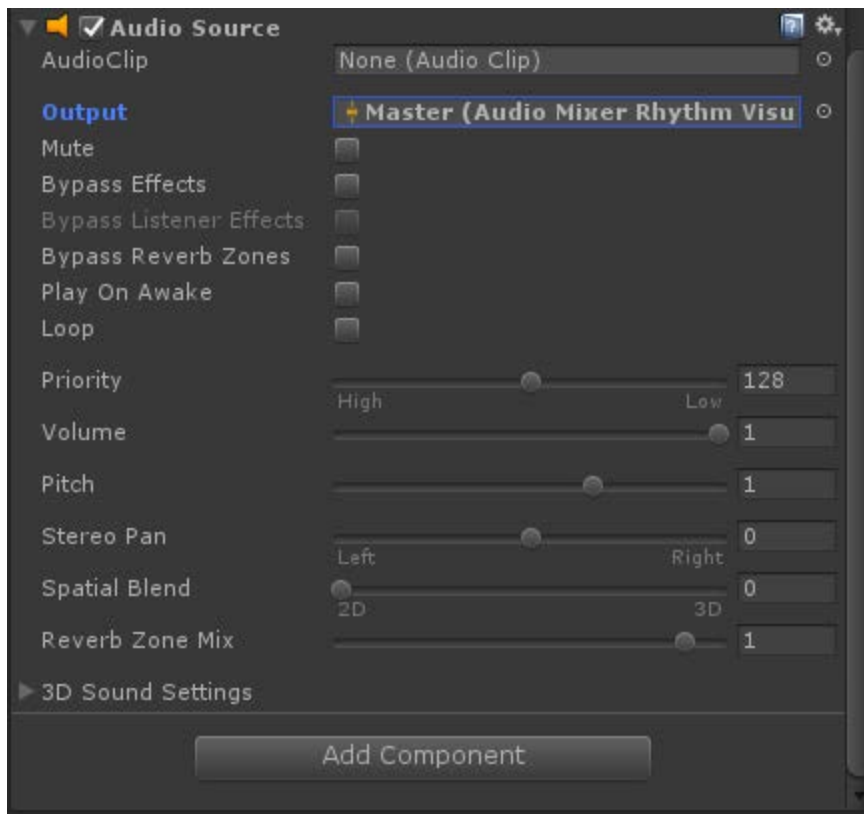 Audio Source
AudioClip None (Audio Clip)
Output Master (Audio Mixer Rhythm Visu
Mute
Bypass Effects
Bypass Listener Effects
Bypass Reverb Zones
Play On Awake
Loop
Priority 128
High Low
Volume 1
Pitch 1
Stereo Pan 0
Left Right
Spatial Blend 0
2D 3D
Reverb Zone Mix 1
3D Sound Settings
Add Component